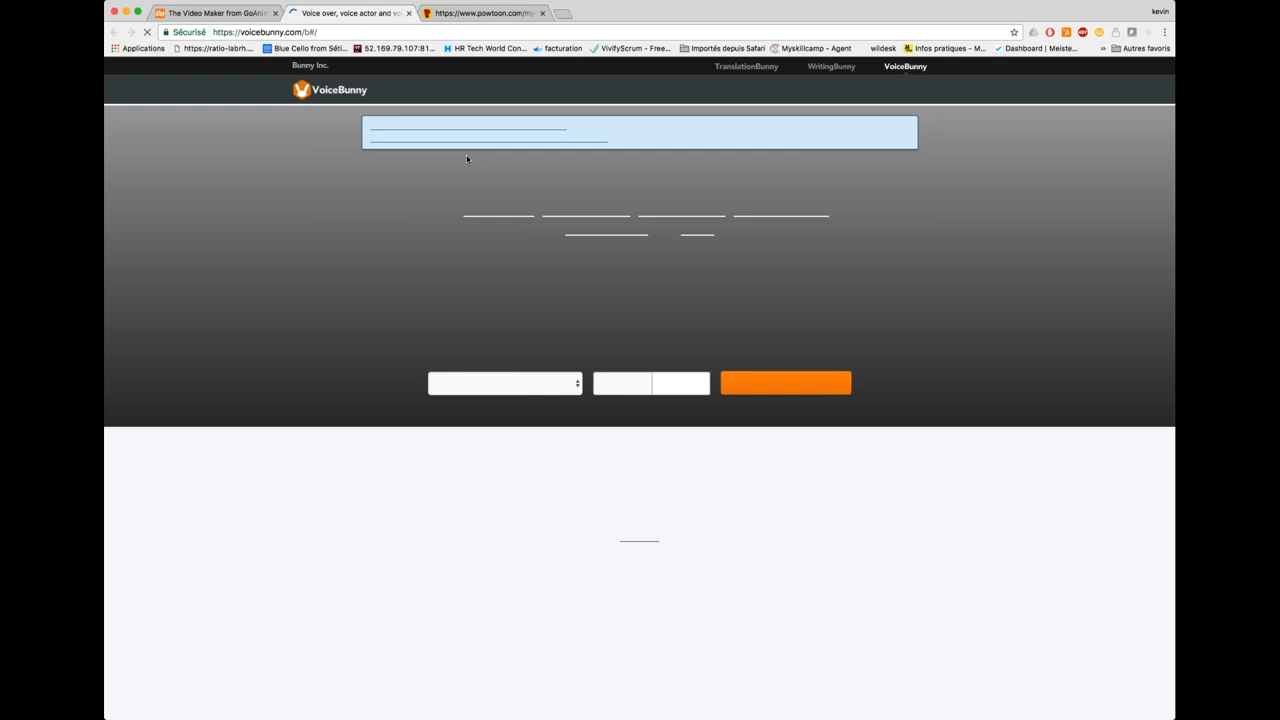 The Video Maker from GoAnim
Voice over, voice actor and vo
https://www.powtoon.com/my
kevin
Sécurisé https://voicebunny.com/b#/
Applications https://ratio-labrh.... Blue Cello from Séti... 52.169.79.107:81... HR Tech World Con... facturation VivifyScrum - Free... Importés depuis Safari Myskillcamp - Agent wildesk Infos pratiques - M... Dashboard | Meiste... » Autres favoris
Bunny Inc. TranslationBunny WritingBunny VoiceBunny
VoiceBunny